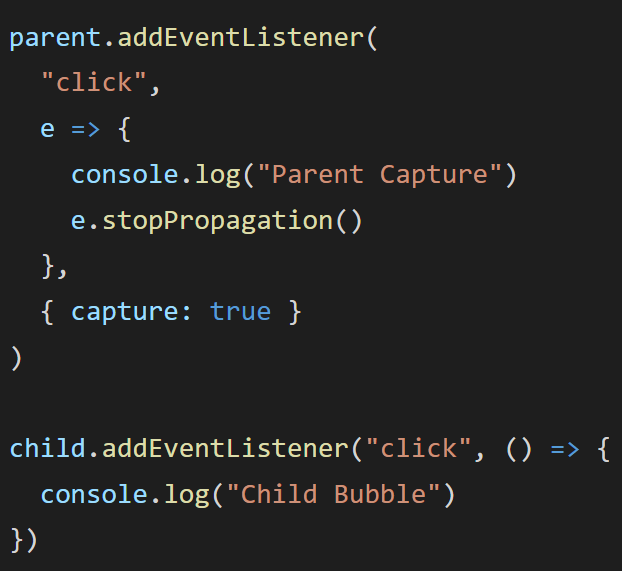 parent.addEventListener(
  "click",
  e => {
    console.log("Parent Capture")
    e.stopPropagation()
  },
  { capture: true }
)

child.addEventListener("click", () => {
  console.log("Child Bubble")
})